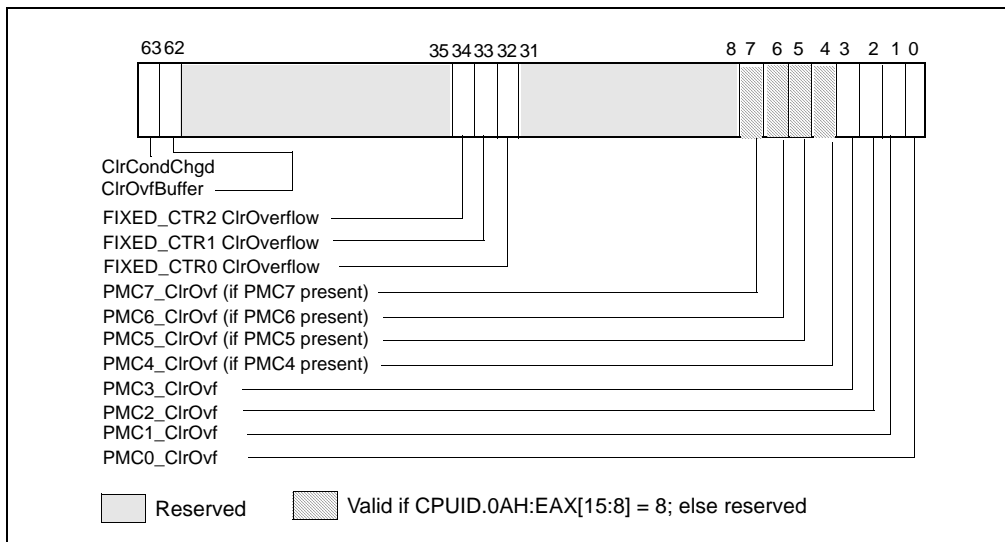 63 62 35 34 33 32 31 8 7 6 5 4 3 2 1 0
ClrCondChgd
ClrOvfBuffer
FIXED_CTR2 ClrOverflow
FIXED_CTR1 ClrOverflow
FIXED_CTR0 ClrOverflow
PMC7_ClrOvf (if PMC7 present)
PMC6_ClrOvf (if PMC6 present)
PMC5_ClrOvf (if PMC5 present)
PMC4_ClrOvf (if PMC4 present)
PMC3_ClrOvf
PMC2_ClrOvf
PMC1_ClrOvf
PMC0_ClrOvf
Reserved Valid if CPUID.0AH:EAX[15:8] = 8; else reserved